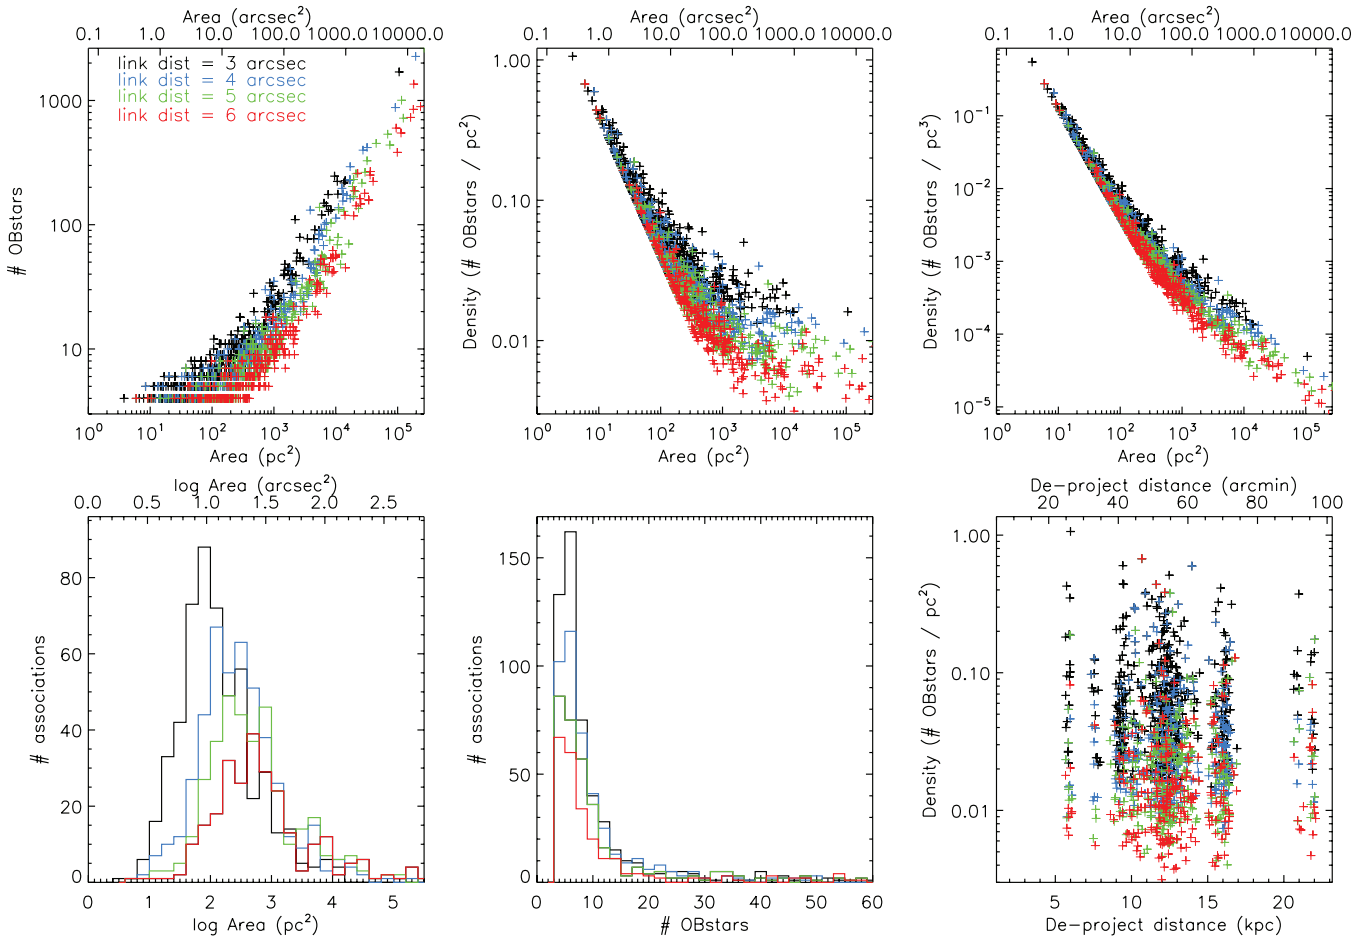 Area (arcsec²)
0.1 1.0 10.0 100.0 1000.0 10000.0
link dist = 3 arcsec
link dist = 4 arcsec
link dist = 5 arcsec
link dist = 6 arcsec
# OBstars
1000
100
10
10⁰ 10¹ 10² 10³ 10⁴ 10⁵
Area (pc²)
Area (arcsec²)
0.1 1.0 10.0 100.0 1000.0 10000.0
Density (# OBstars / pc²)
1.00
0.10
0.01
10⁰ 10¹ 10² 10³ 10⁴ 10⁵
Area (pc²)
Area (arcsec²)
0.1 1.0 10.0 100.0 1000.0 10000.0
Density (# OBstars / pc³)
10⁻¹
10⁻²
10⁻³
10⁻⁴
10⁻⁵
10⁰ 10¹ 10² 10³ 10⁴ 10⁵
Area (pc²)
log Area (arcsec²)
0.0 0.5 1.0 1.5 2.0 2.5
# associations
80
60
40
20
0
0 1 2 3 4 5
log Area (pc²)
# associations
150
100
50
0
0 10 20 30 40 50 60
# OBstars
De-project distance (arcmin)
20 40 60 80 100
Density (# OBstars / pc²)
1.00
0.10
0.01
5 10 15 20
De-project distance (kpc)